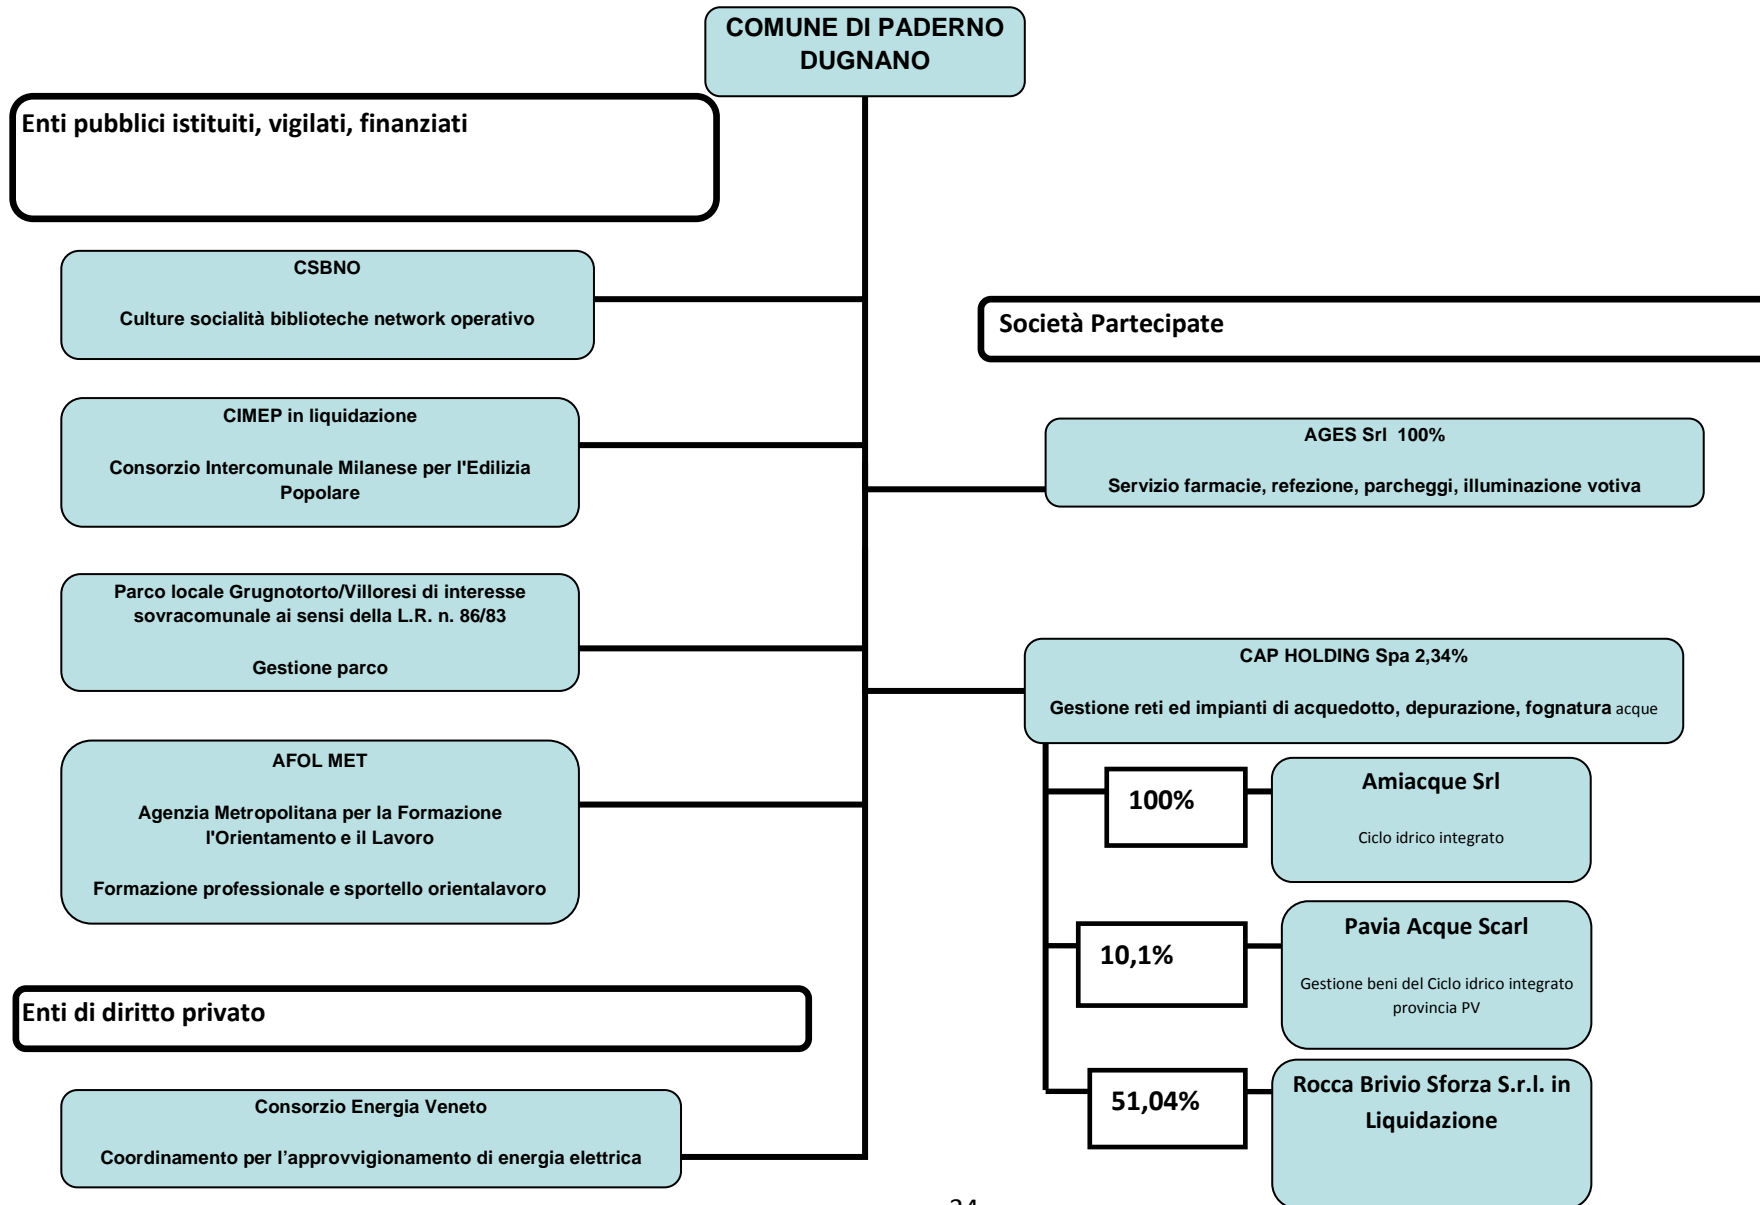 COMUNE DI PADERNO
DUGNANO
Enti pubblici istituiti, vigilati, finanziati
CSBNO
Culture socialità biblioteche network operativo
CIMEP in liquidazione
Consorzio Intercomunale Milanese per l'Edilizia
Popolare
Parco locale Grugnotorto/Villoresi di interesse
sovracomunale ai sensi della L.R. n. 86/83
Gestione parco
AFOL MET
Agenzia Metropolitana per la Formazione
l'Orientamento e il Lavoro
Formazione professionale e sportello orientalavoro
Enti di diritto privato
Consorzio Energia Veneto
Coordinamento per l’approvvigionamento di energia elettrica
Società Partecipate
AGES Srl 100%
Servizio farmacie, refezione, parcheggi, illuminazione votiva
CAP HOLDING Spa 2,34%
Gestione reti ed impianti di acquedotto, depurazione, fognatura acque
100%
Amiacque Srl
Ciclo idrico integrato
10,1%
Pavia Acque Scarl
Gestione beni del Ciclo idrico integrato
provincia PV
51,04%
Rocca Brivio Sforza S.r.l. in
Liquidazione